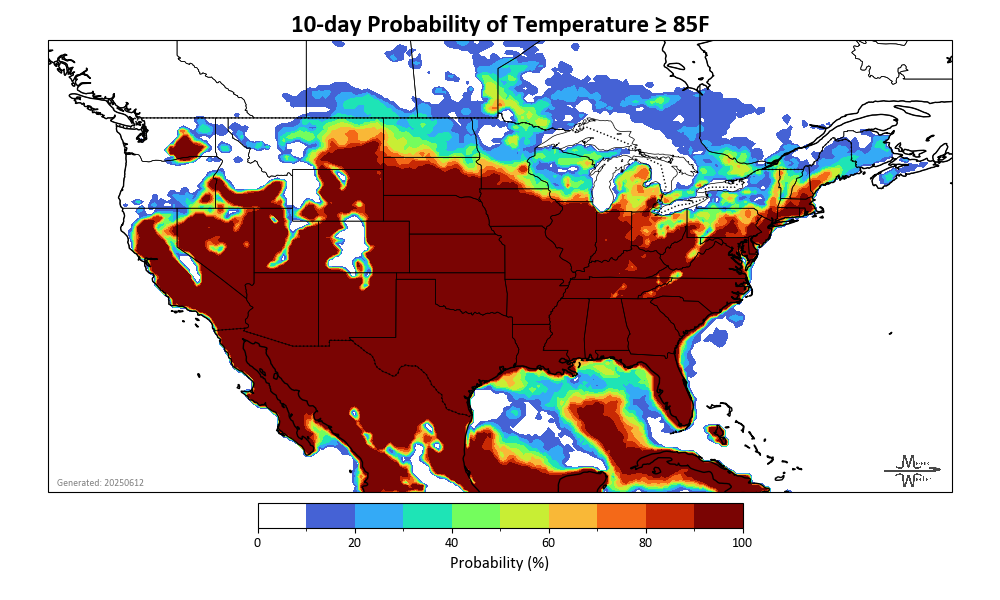 10-day Probability of Temperature ≥ 85F
Generated: 20250612
0 20 40 60 80 100
Probability (%)